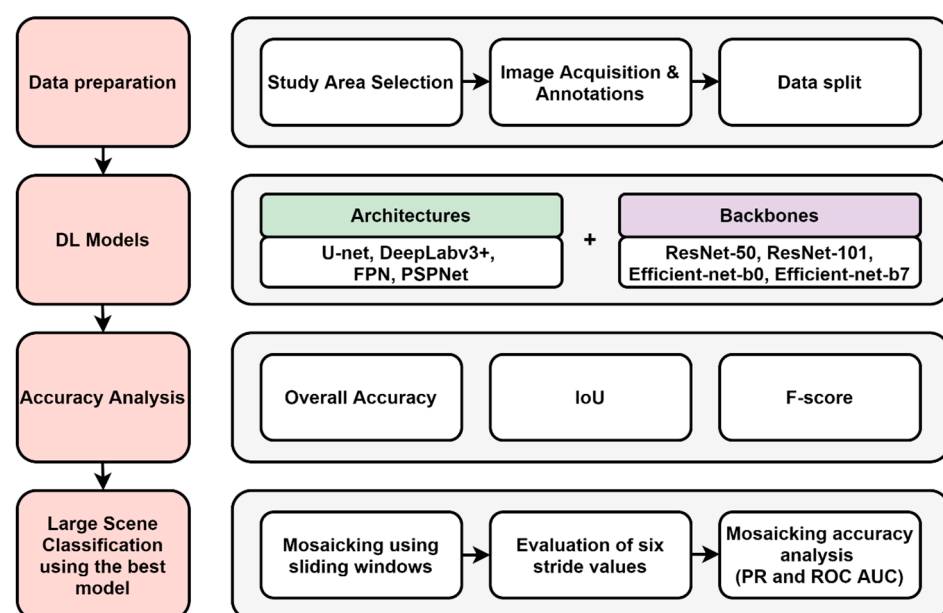 Data preparation
Study Area Selection
Image Acquisition &
Annotations
Data split
DL Models
Architectures
U-net, DeepLabv3+,
FPN, PSPNet
+
Backbones
ResNet-50, ResNet-101,
Efficient-net-b0, Efficient-net-b7
Accuracy Analysis
Overall Accuracy
IoU
F-score
Large Scene
Classification
using the best
model
Mosaicking using
sliding windows
Evaluation of six
stride values
Mosaicking accuracy
analysis
(PR and ROC AUC)